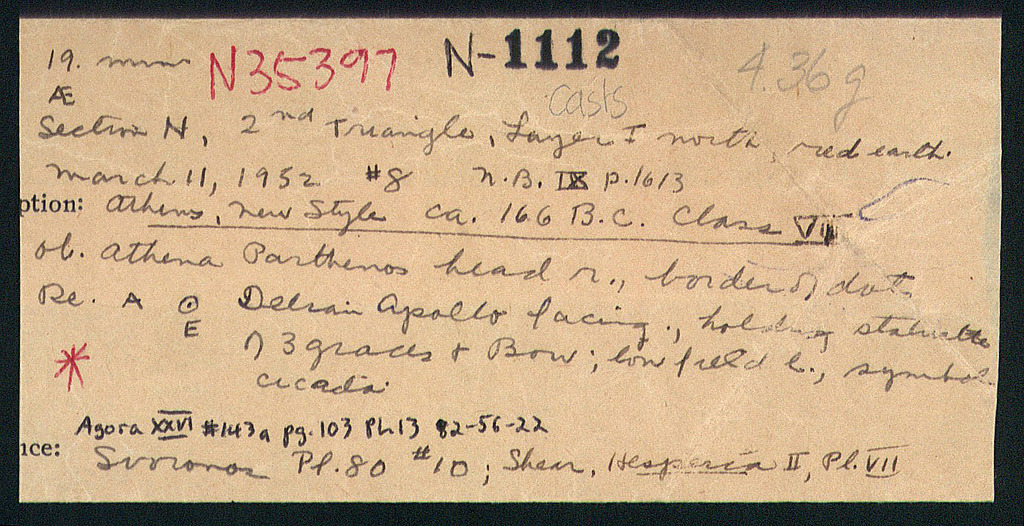 19. mm N35397 N-1112 4.36 g
Æ casts
Section N, 2nd Triangle, Layer I north, red earth.
March 11, 1952 #8 N.B. IX p.1613
ption: Athens, New Style ca. 166 B.C. Class
ob. Athena Parthenos head r., border of dots
Re. A ⊙ Delian Apollo facing, holding statuette
E of 3 graces & Bow; low field l., symbol
* cicada
Agora XXVI #143a pg.103 Pl.13 82-56-22
nce: Svoronos Pl.80 #10; Shear, Hesperia II, Pl.VII